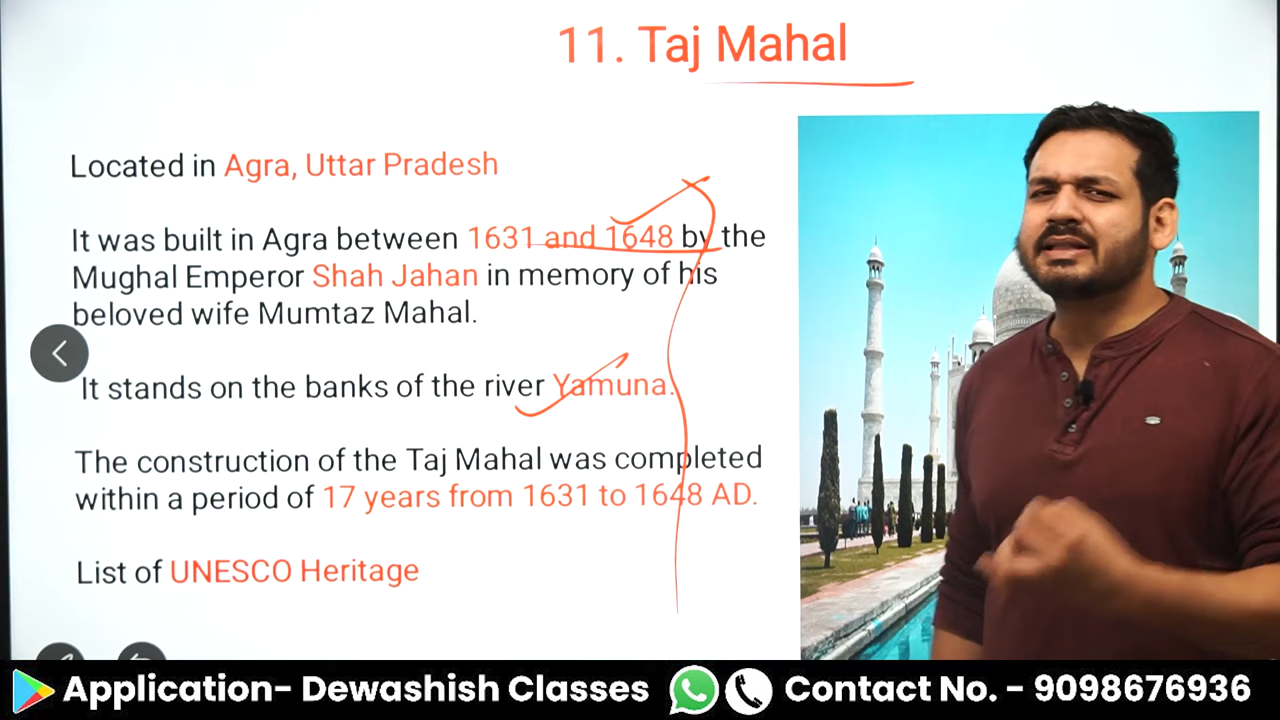 11. Taj Mahal
Located in Agra, Uttar Pradesh
It was built in Agra between 1631 and 1648 by the
Mughal Emperor Shah Jahan in memory of his
beloved wife Mumtaz Mahal.
It stands on the banks of the river Yamuna.
The construction of the Taj Mahal was completed
within a period of 17 years from 1631 to 1648 AD.
List of UNESCO Heritage
Application- Dewashish Classes Contact No. - 9098676936